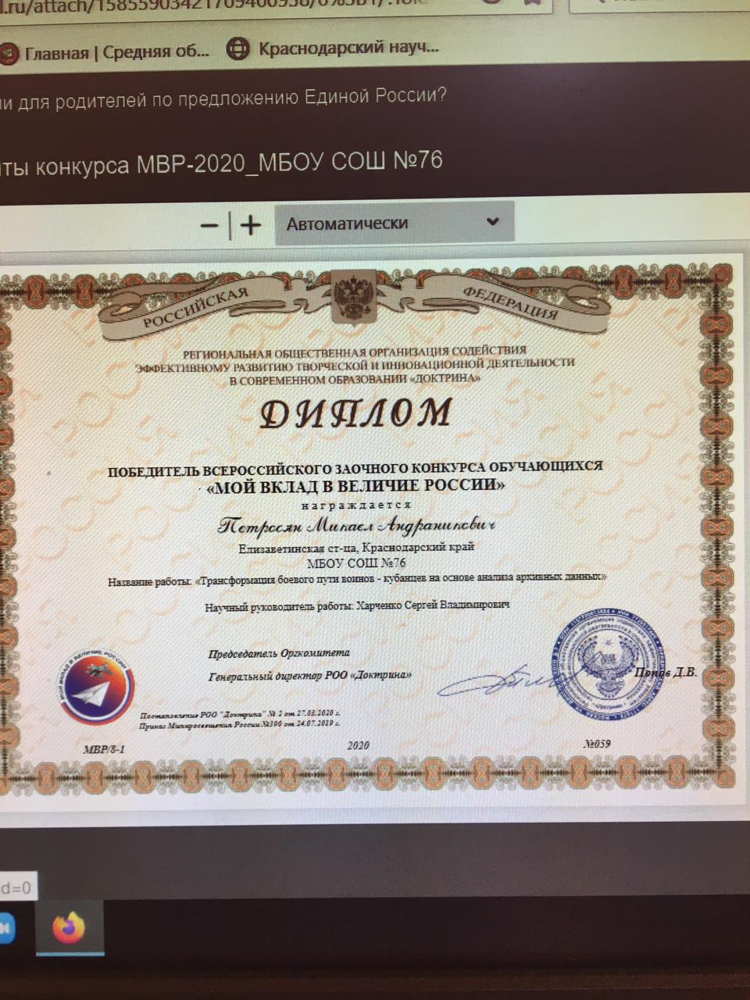 .ru/attach/15855903421709400958/
Главная | Средняя об...
Краснодарский науч...
для родителей по предложению Единой России?
конкурса МВР-2020_МБОУ СОШ №76
− | + Автоматически
РОССИЙСКАЯ
ФЕДЕРАЦИЯ
РЕГИОНАЛЬНАЯ ОБЩЕСТВЕННАЯ ОРГАНИЗАЦИЯ СОДЕЙСТВИЯ
ЭФФЕКТИВНОМУ РАЗВИТИЮ ТВОРЧЕСКОЙ И ИННОВАЦИОННОЙ ДЕЯТЕЛЬНОСТИ
В СОВРЕМЕННОМ ОБРАЗОВАНИИ «ДОКТРИНА»
ДИПЛОМ
ПОБЕДИТЕЛЬ ВСЕРОССИЙСКОГО ЗАОЧНОГО КОНКУРСА ОБУЧАЮЩИХСЯ
«МОЙ ВКЛАД В ВЕЛИЧИЕ РОССИИ»
награждается
Петросян Микаел Андраникович
Елизаветинская ст-ца, Краснодарский край
МБОУ СОШ №76
Название работы: «Трансформация боевого пути воинов - кубанцев на основе анализа архивных данных»
Научный руководитель работы: Харченко Сергей Владимирович
МОЙ ВКЛАД В ВЕЛИЧИЕ РОССИИ
Председатель Оргкомитета
Генеральный директор РОО «Доктрина»
Попов Д.В.
Постановление РОО "Доктрина" № 2 от 27.03.2020 г.
Приказ Минпросвещения России №390 от 24.07.2019 г.
МВР/8-1
2020
№059
d=0